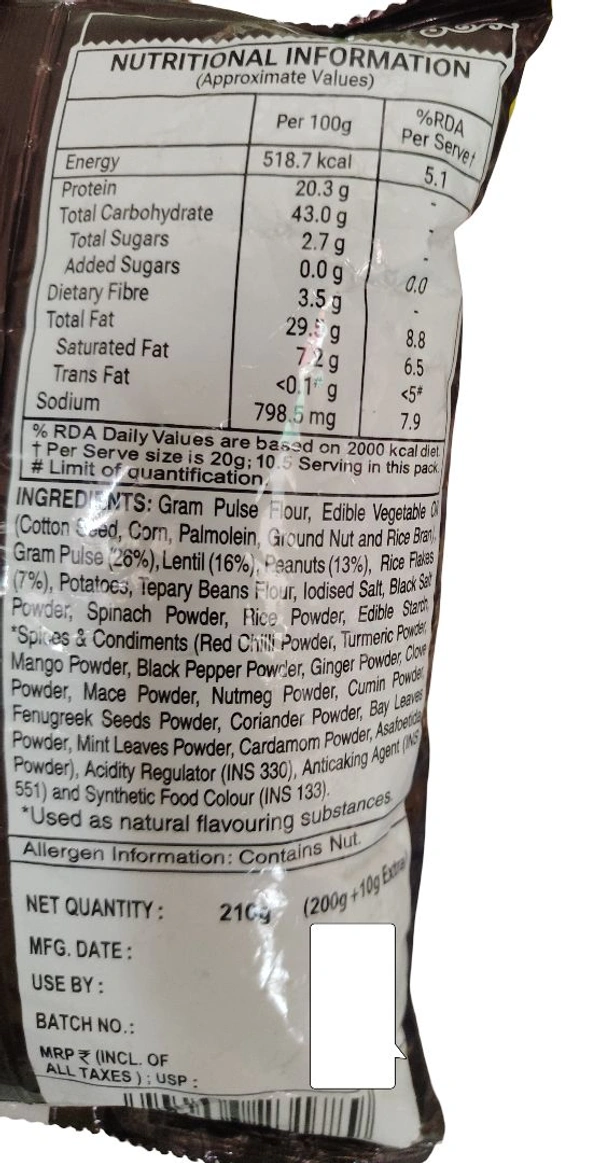 NUTRITIONAL INFORMATION
(Approximate Values)
Per 100g %RDA Per Serve†
Energy 518.7 kcal 5.1
Protein 20.3 g -
Total Carbohydrate 43.0 g -
Total Sugars 2.7 g -
Added Sugars 0.0 g 0.0
Dietary Fibre 3.5 g -
Total Fat g 8.8
Saturated Fat 7.2 g 6.5
Trans Fat <0.1# g <5#
Sodium 798.5 mg 7.9
% RDA Daily Values are based on 2000 kcal diet.
† Per Serve size is 20g; 10.5 Serving in this pack.
# Limit of quantification.
INGREDIENTS: Gram Pulse Flour, Edible Vegetable Oil
(Cotton Seed, Corn, Palmolein, Ground Nut and Rice Bran),
Gram Pulse (26%), Lentil (16%), Peanuts (13%), Rice Flakes
(7%), Potatoes, Tepary Beans Flour, Iodised Salt, Black Salt
Powder, Spinach Powder, Rice Powder, Edible Starch,
*Spices & Condiments (Red Chilli Powder, Turmeric Powder,
Mango Powder, Black Pepper Powder, Ginger Powder, Clove
Powder, Mace Powder, Nutmeg Powder, Cumin Powder,
Fenugreek Seeds Powder, Coriander Powder, Bay Leaves
Powder, Mint Leaves Powder, Cardamom Powder, Asafoetida
Powder), Acidity Regulator (INS 330), Anticaking Agent (INS
551) and Synthetic Food Colour (INS 133).
*Used as natural flavouring substances.
Allergen Information: Contains Nut.
NET QUANTITY : 210g (200g+10g Extra)
MFG. DATE :
USE BY :
BATCH NO.:
MRP ₹ (INCL. OF
ALL TAXES ) ; USP :